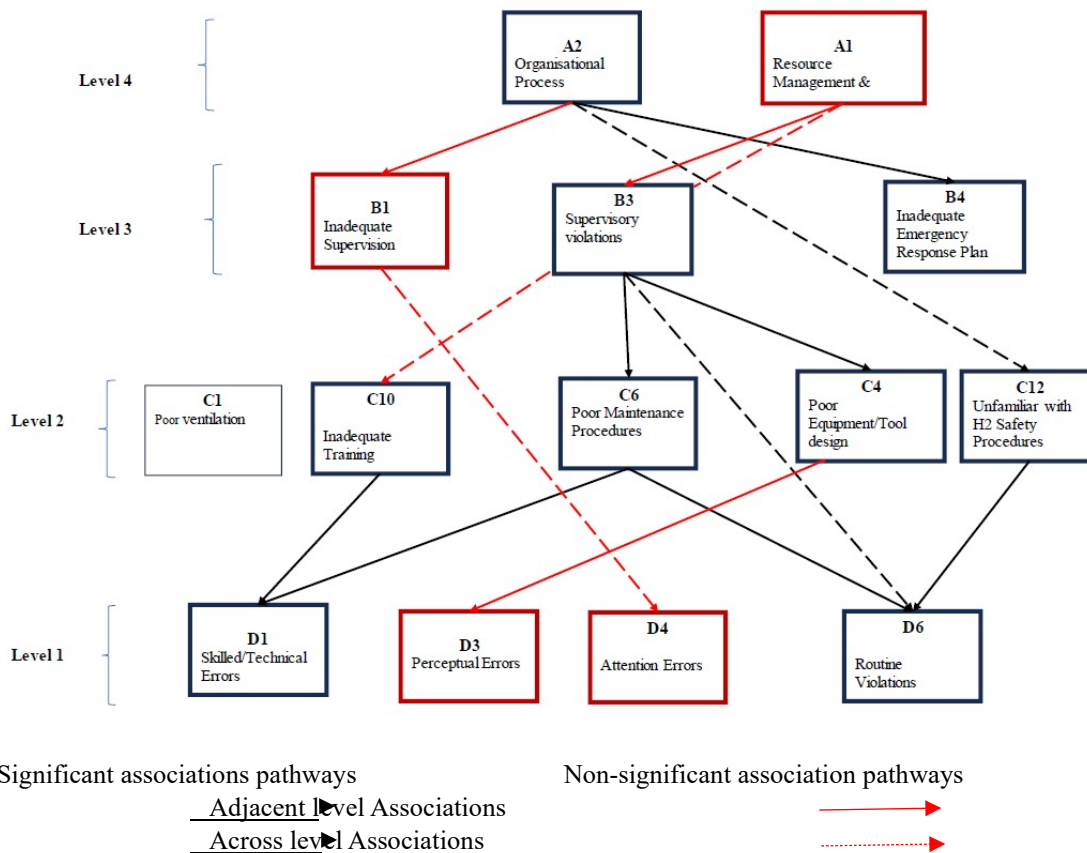 Level 4
A2
Organisational
Process
A1
Resource
Management &
Level 3
B1
Inadequate
Supervision
B3
Supervisory
violations
B4
Inadequate
Emergency
Response Plan
Level 2
C1
Poor ventilation
C10
Inadequate
Training
C6
Poor Maintenance
Procedures
C4
Poor
Equipment/Tool
design
C12
Unfamiliar with
H2 Safety
Procedures
Level 1
D1
Skilled/Technical
Errors
D3
Perceptual Errors
D4
Attention Errors
D6
Routine
Violations
Significant associations pathways
Non-significant association pathways
Adjacent level Associations
Across level Associations